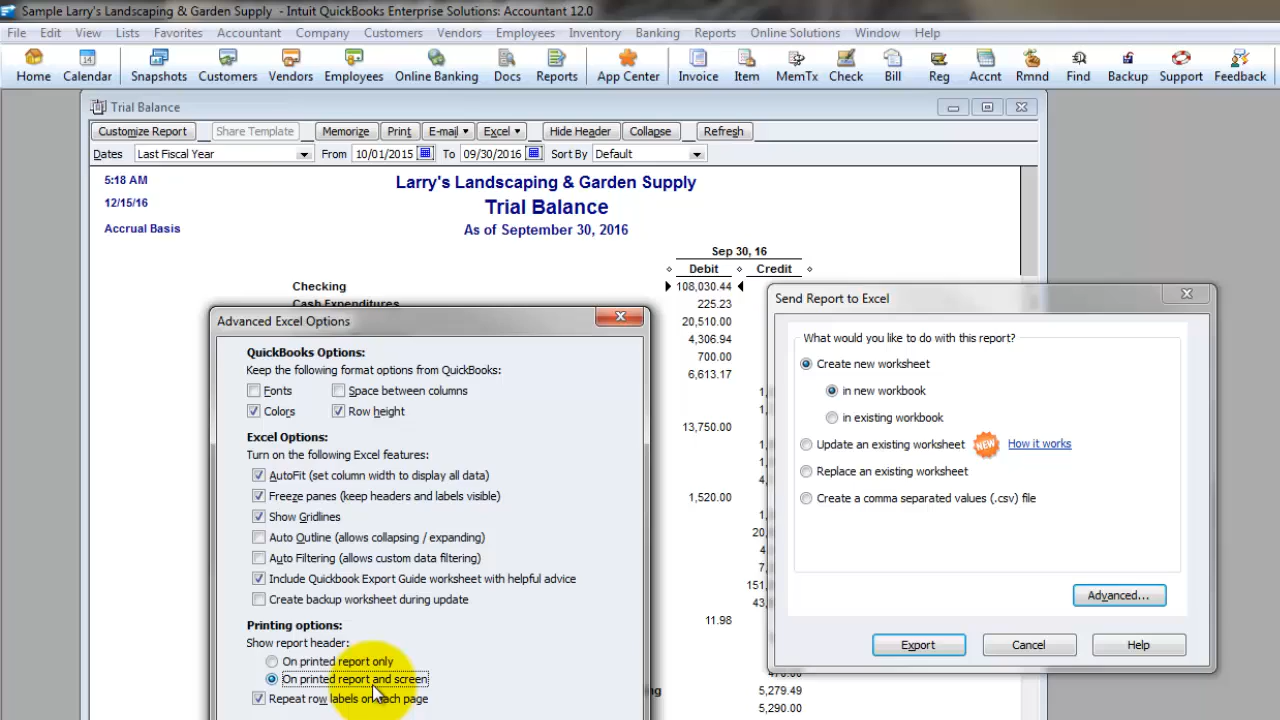 Sample Larry's Landscaping & Garden Supply - Intuit QuickBooks Enterprise Solutions: Accountant 12.0
File Edit View Lists Favorites Accountant Company Customers Vendors Employees Inventory Banking Reports Online Solutions Window Help
Home Calendar Snapshots Customers Vendors Employees Online Banking Docs Reports App Center Invoice Item MemTx Check Bill Reg Accnt Rmnd Find Backup Support Feedback
Trial Balance
Customize Report Share Template Memorize Print E-mail Excel Hide Header Collapse Refresh
Dates Last Fiscal Year From 10/01/2015 To 09/30/2016 Sort By Default
5:18 AM
12/15/16
Accrual Basis
Larry's Landscaping & Garden Supply
Trial Balance
As of September 30, 2016
Sep 30, 16
Debit Credit
Checking 108,030.44
Cash Expenditures 225.23
20,510.00
4,306.94
700.00
6,613.17
13,750.00
1,520.00
11.98
5,279.49
5,290.00
Advanced Excel Options
QuickBooks Options:
Keep the following format options from QuickBooks:
Fonts Space between columns
Colors Row height
Excel Options:
Turn on the following Excel features:
AutoFit (set column width to display all data)
Freeze panes (keep headers and labels visible)
Show Gridlines
Auto Outline (allows collapsing / expanding)
Auto Filtering (allows custom data filtering)
Include Quickbook Export Guide worksheet with helpful advice
Create backup worksheet during update
Printing options:
Show report header:
On printed report only
On printed report and screen
Repeat row labels on each page
Send Report to Excel
What would you like to do with this report?
Create new worksheet
in new workbook
in existing workbook
Update an existing worksheet NEW How it works
Replace an existing worksheet
Create a comma separated values (.csv) file
Advanced...
Export Cancel Help